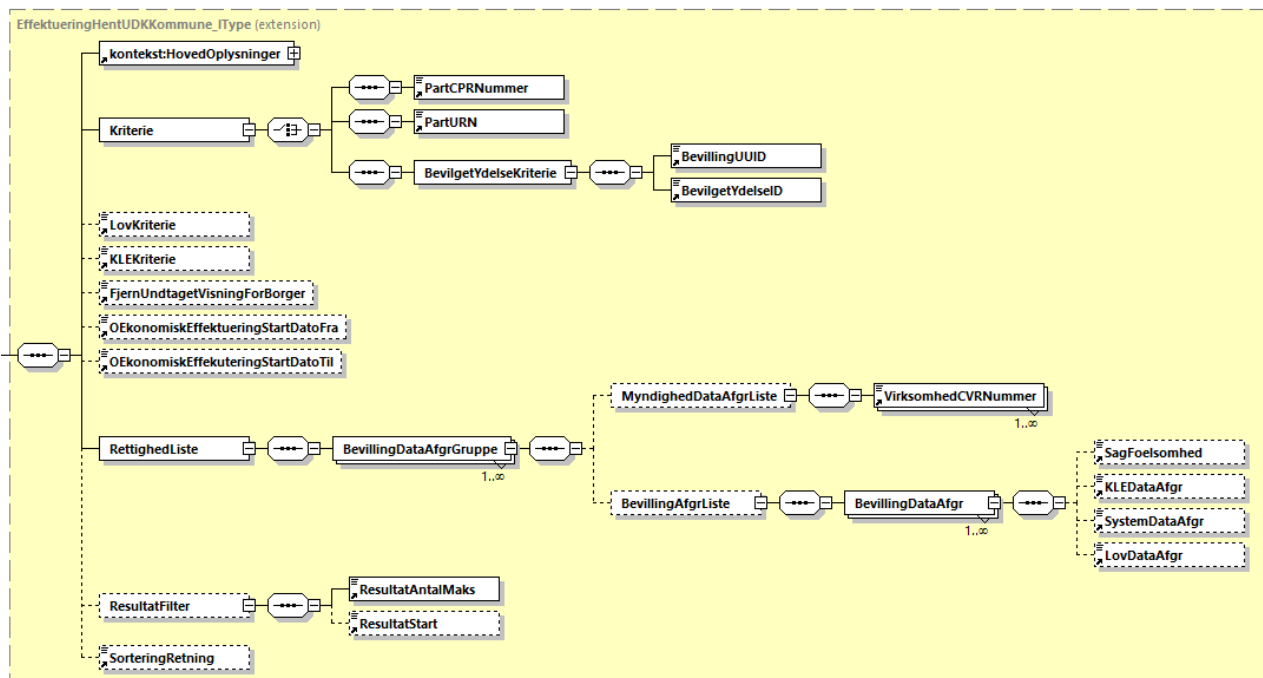 EffektueringHentUDKKommune_IType (extension)
kontekst:HovedOplysninger
Kriterie
PartCPRNummer
PartURN
BevilgetYdelseKriterie
BevillingUUID
BevilgetYdelseID
LovKriterie
KLEKriterie
FjernUndtagetVisningForBorger
OEkonomiskEffektueringStartDatoFra
OEkonomiskEffekuteringStartDatoTil
RettighedListe
BevillingDataAfgrGruppe
1..∞
MyndighedDataAfgrListe
VirksomhedCVRNummer
1..∞
BevillingAfgrListe
BevillingDataAfgr
1..∞
SagFoelsomhed
KLEDataAfgr
SystemDataAfgr
LovDataAfgr
ResultatFilter
ResultatAntalMaks
ResultatStart
SorteringRetning